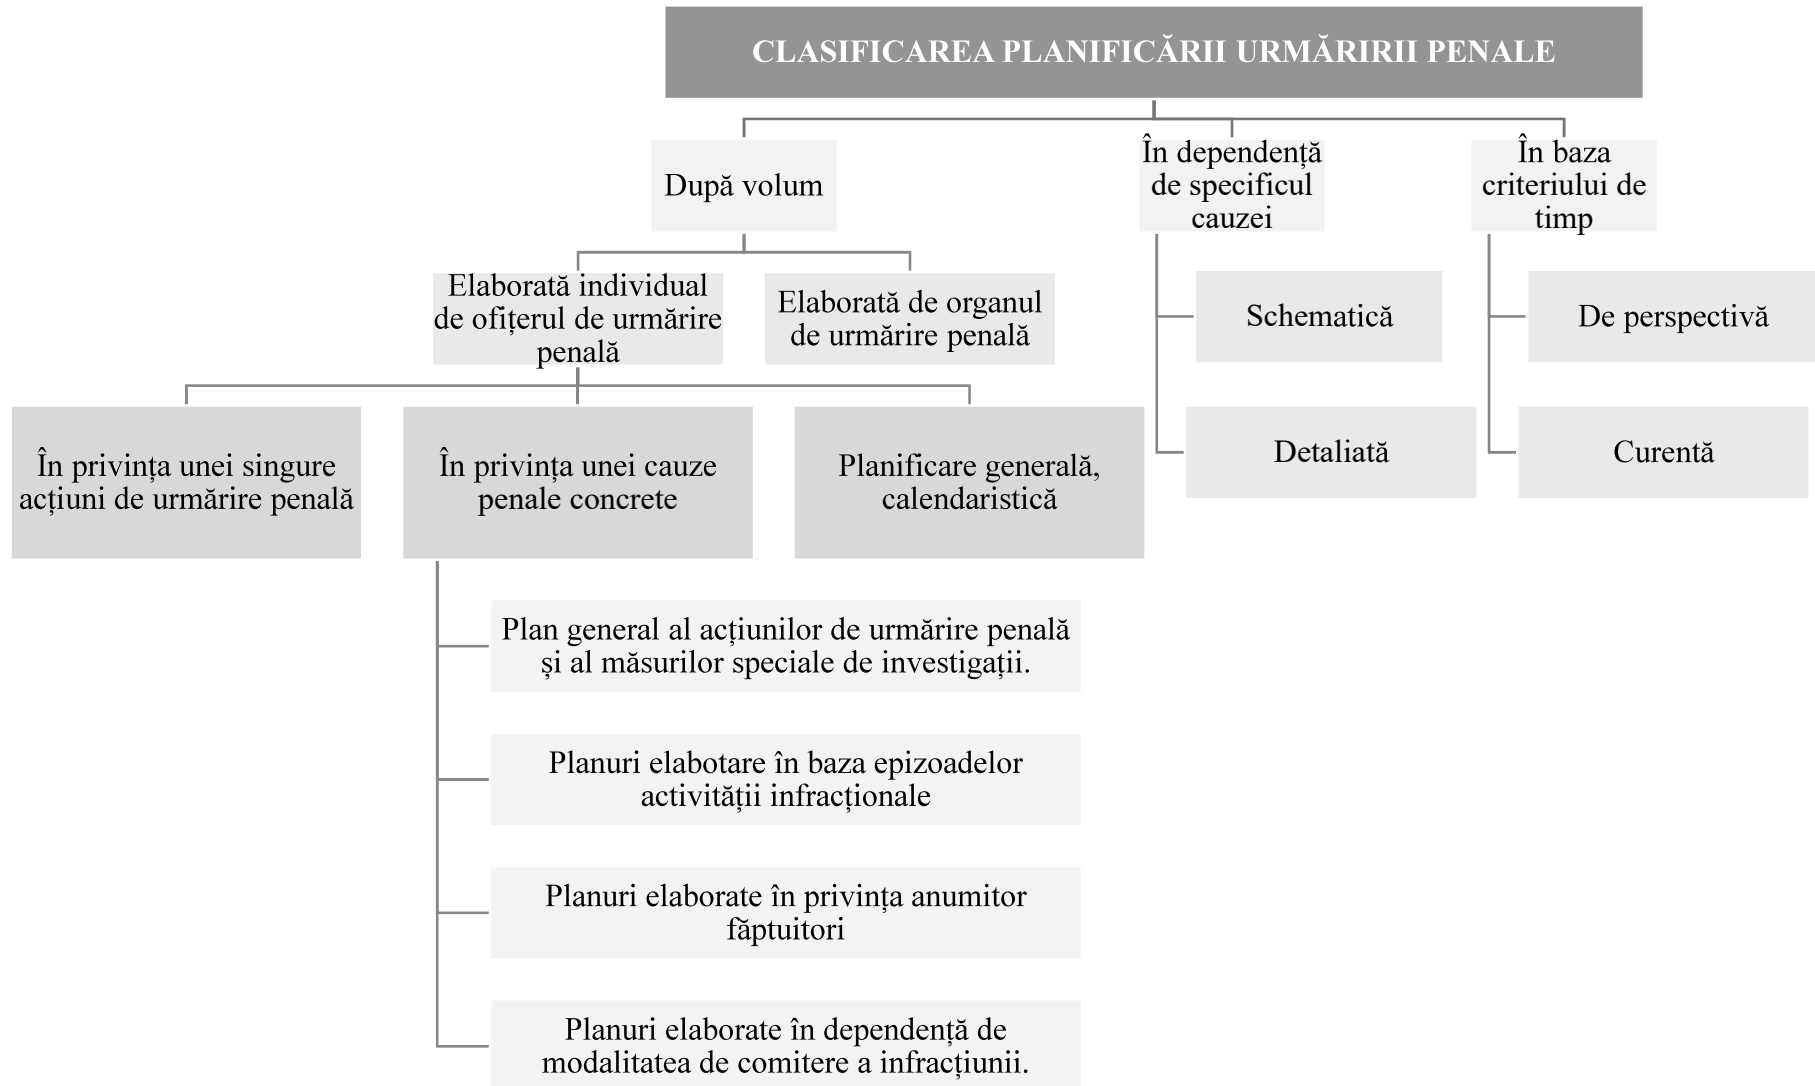 CLASIFICAREA PLANIFICĂRII URMĂRIRII PENALE
După volum
În dependență
de specificul
cauzei
În baza
criteriului de
timp
Elaborată individual
de ofițerul de urmărire
penală
Elaborată de organul
de urmărire penală
Schematică
De perspectivă
În privința unei singure
acțiuni de urmărire penală
În privința unei cauze
penale concrete
Planificare generală,
calendaristică
Detaliată
Curentă
Plan general al acțiunilor de urmărire penală
și al măsurilor speciale de investigații.
Planuri elabotare în baza epizoadelor
activității infracționale
Planuri elaborate în privința anumitor
făptuitori
Planuri elaborate în dependență de
modalitatea de comitere a infracțiunii.